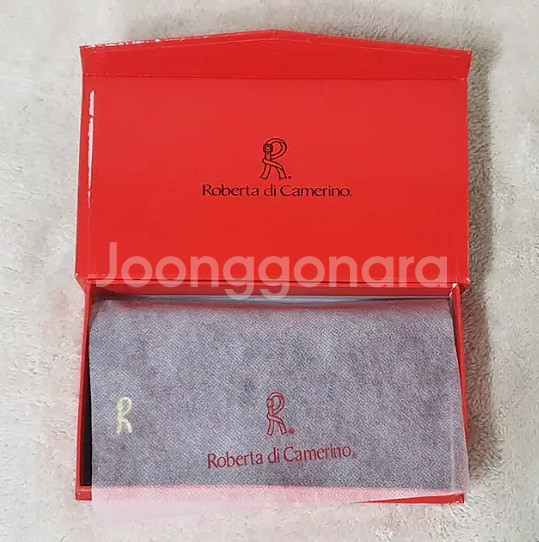 R
Roberta di Camerino.
Joonggonara
R
R
Roberta di Camerino